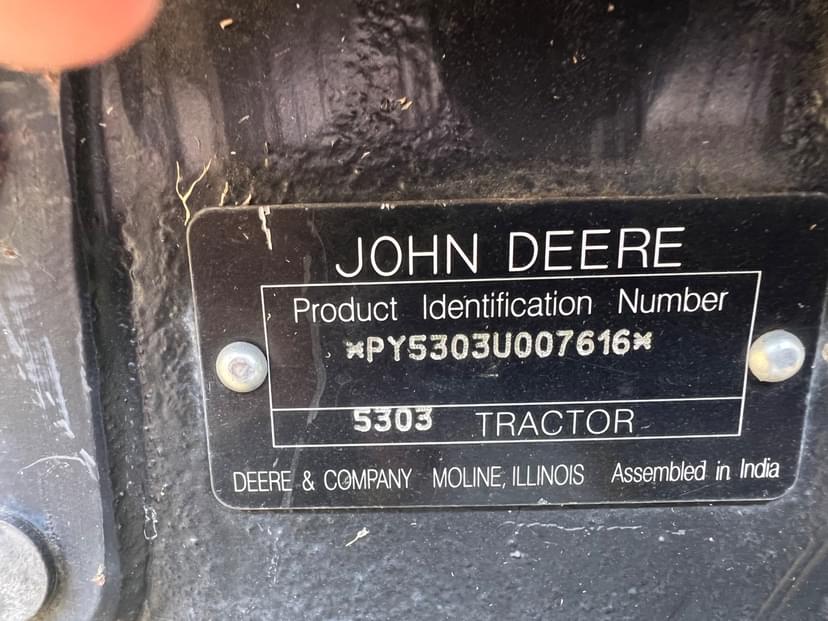 JOHN DEERE
Product Identification Number
*PY5303U007616*
5303 TRACTOR
DEERE & COMPANY MOLINE, ILLINOIS Assembled in India